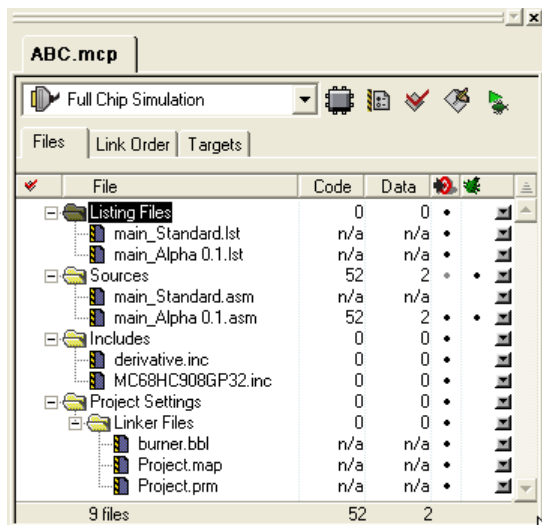 ABC.mcp
Full Chip Simulation
Files Link Order Targets
File Code Data
Listing Files 0 0
main_Standard.lst n/a n/a
main_Alpha 0.1.lst n/a n/a
Sources 52 2
main_Standard.asm n/a n/a
main_Alpha 0.1.asm 52 2
Includes 0 0
derivative.inc 0 0
MC68HC908GP32.inc 0 0
Project Settings 0 0
Linker Files 0 0
burner.bbl n/a n/a
Project.map n/a n/a
Project.prm n/a n/a
9 files 52 2